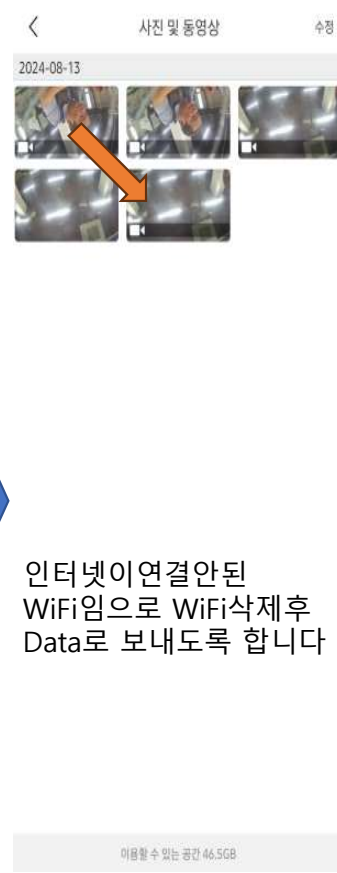 사진 및 동영상
수정
2024-08-13
인터넷이연결안된
WiFi임으로 WiFi삭제후
Data로 보내도록 합니다
이용할 수 있는 공간 46.5GB